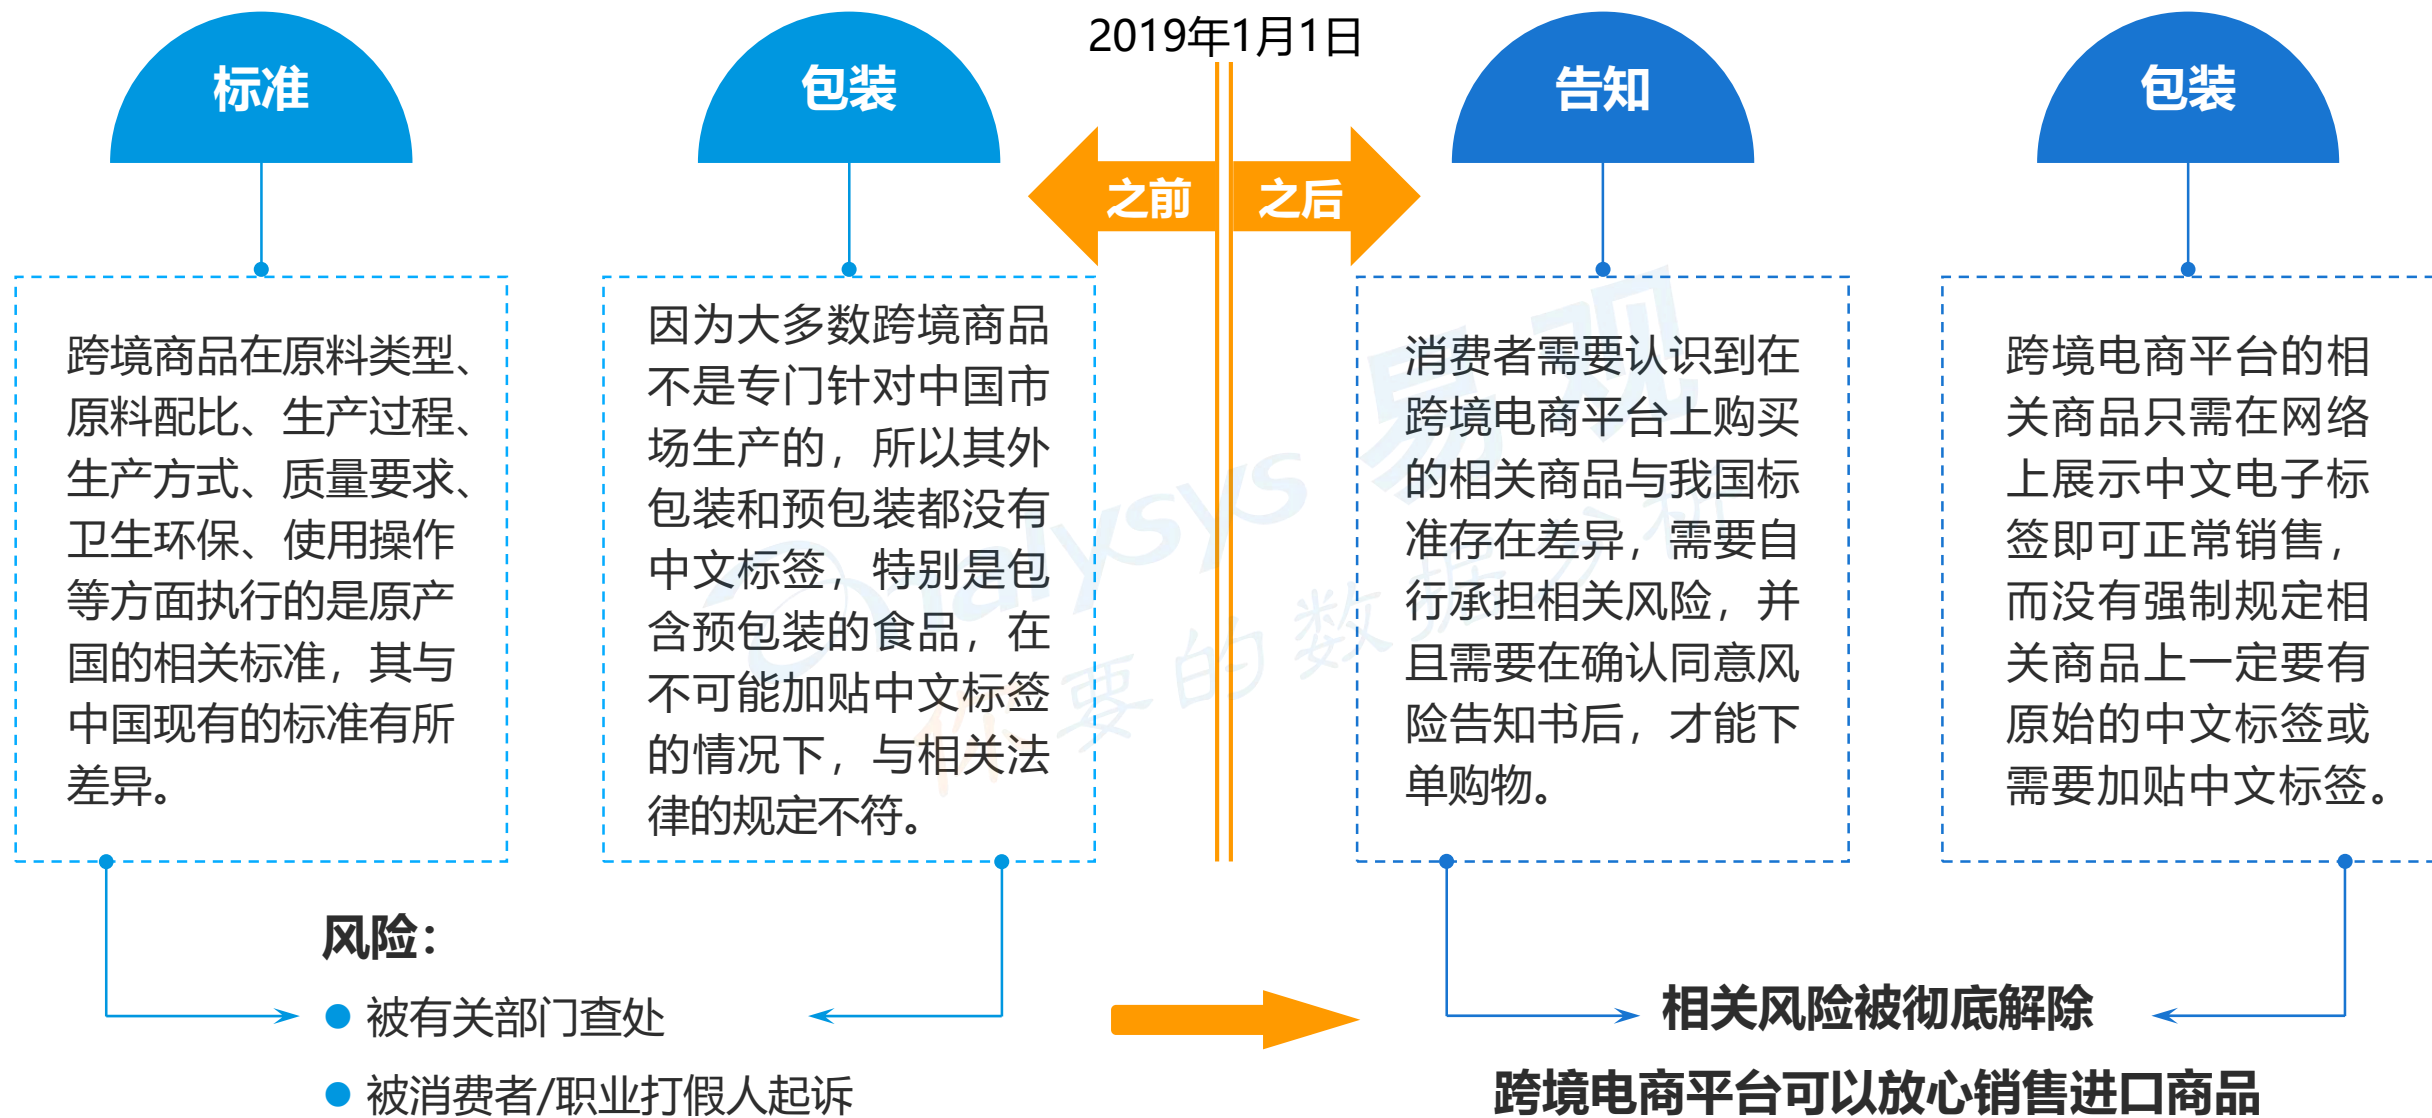 2019年1月1日
标准
包装
之前
之后
告知
包装
跨境商品在原料类型、
原料配比、生产过程、
生产方式、质量要求、
卫生环保、使用操作
等方面执行的是原产
国的相关标准，其与
中国现有的标准有所
差异。
因为大多数跨境商品
不是专门针对中国市
场生产的，所以其外
包装和预包装都没有
中文标签，特别是包
含预包装的食品，在
不可能加贴中文标签
的情况下，与相关法
律的规定不符。
消费者需要认识到在
跨境电商平台上购买
的相关商品与我国标
准存在差异，需要自
行承担相关风险，并
且需要在确认同意风
险告知书后，才能下
单购物。
跨境电商平台的相
关商品只需在网络
上展示中文电子标
签即可正常销售，
而没有强制规定相
关商品上一定要有
原始的中文标签或
需要加贴中文标签。
风险：
被有关部门查处
被消费者/职业打假人起诉
相关风险被彻底解除
跨境电商平台可以放心销售进口商品
nalysys 易观
你要的数据分析